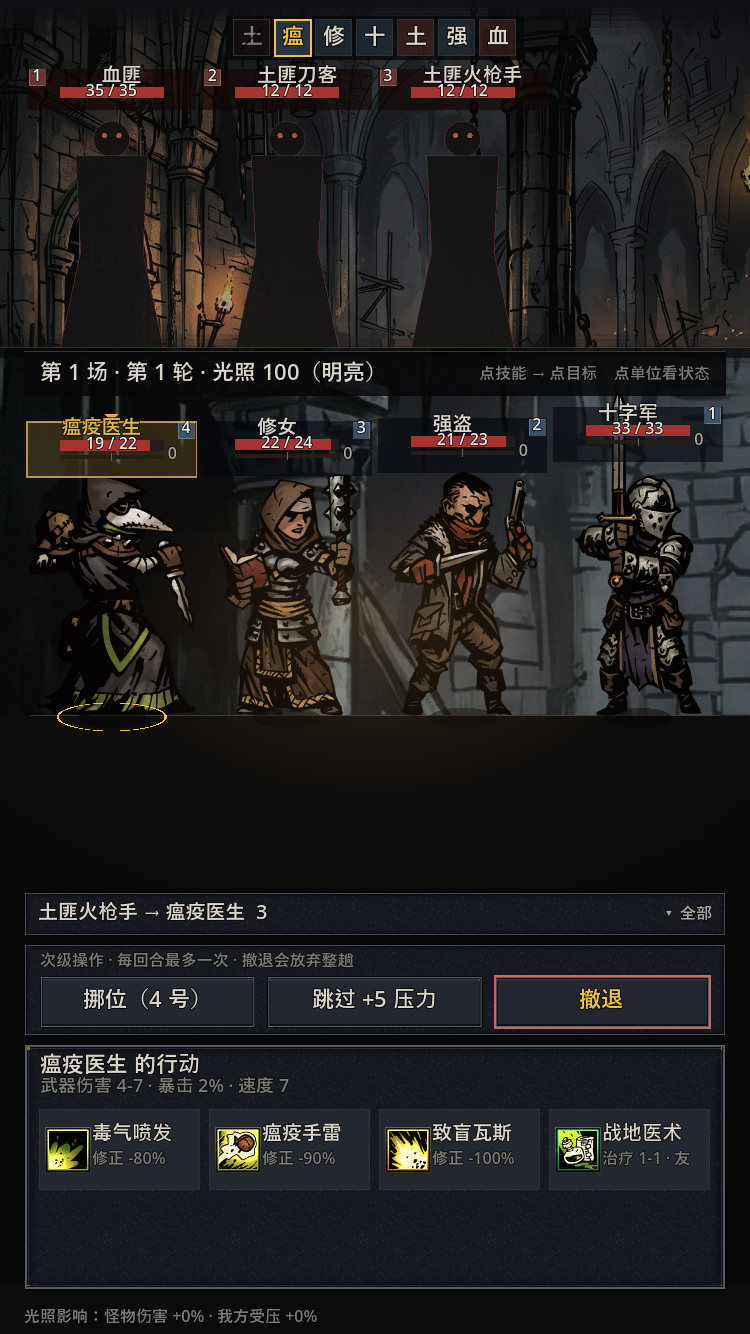 土 瘟 修 十 土 强 血
1 血匪 2 土匪刀客 3 土匪火枪手
35 / 35 12 / 12 12 / 12
第 1 场 · 第 1 轮 · 光照 100（明亮） 点技能 → 点目标 点单位看状态
瘟疫医生 4 修女 3 强盗 2 十字军 1
19 / 22 0 22 / 24 0 21 / 23 0 33 / 33 0
土匪火枪手 → 瘟疫医生 3 ▾ 全部
次级操作 · 每回合最多一次 · 撤退会放弃整趟
挪位（4 号） 跳过 +5 压力 撤退
瘟疫医生 的行动
武器伤害 4-7 · 暴击 2% · 速度 7
毒气喷发 瘟疫手雷 致盲瓦斯 战地医术
修正 -80% 修正 -90% 修正 -100% 治疗 1-1 · 友
光照影响：怪物伤害 +0% · 我方受压 +0%